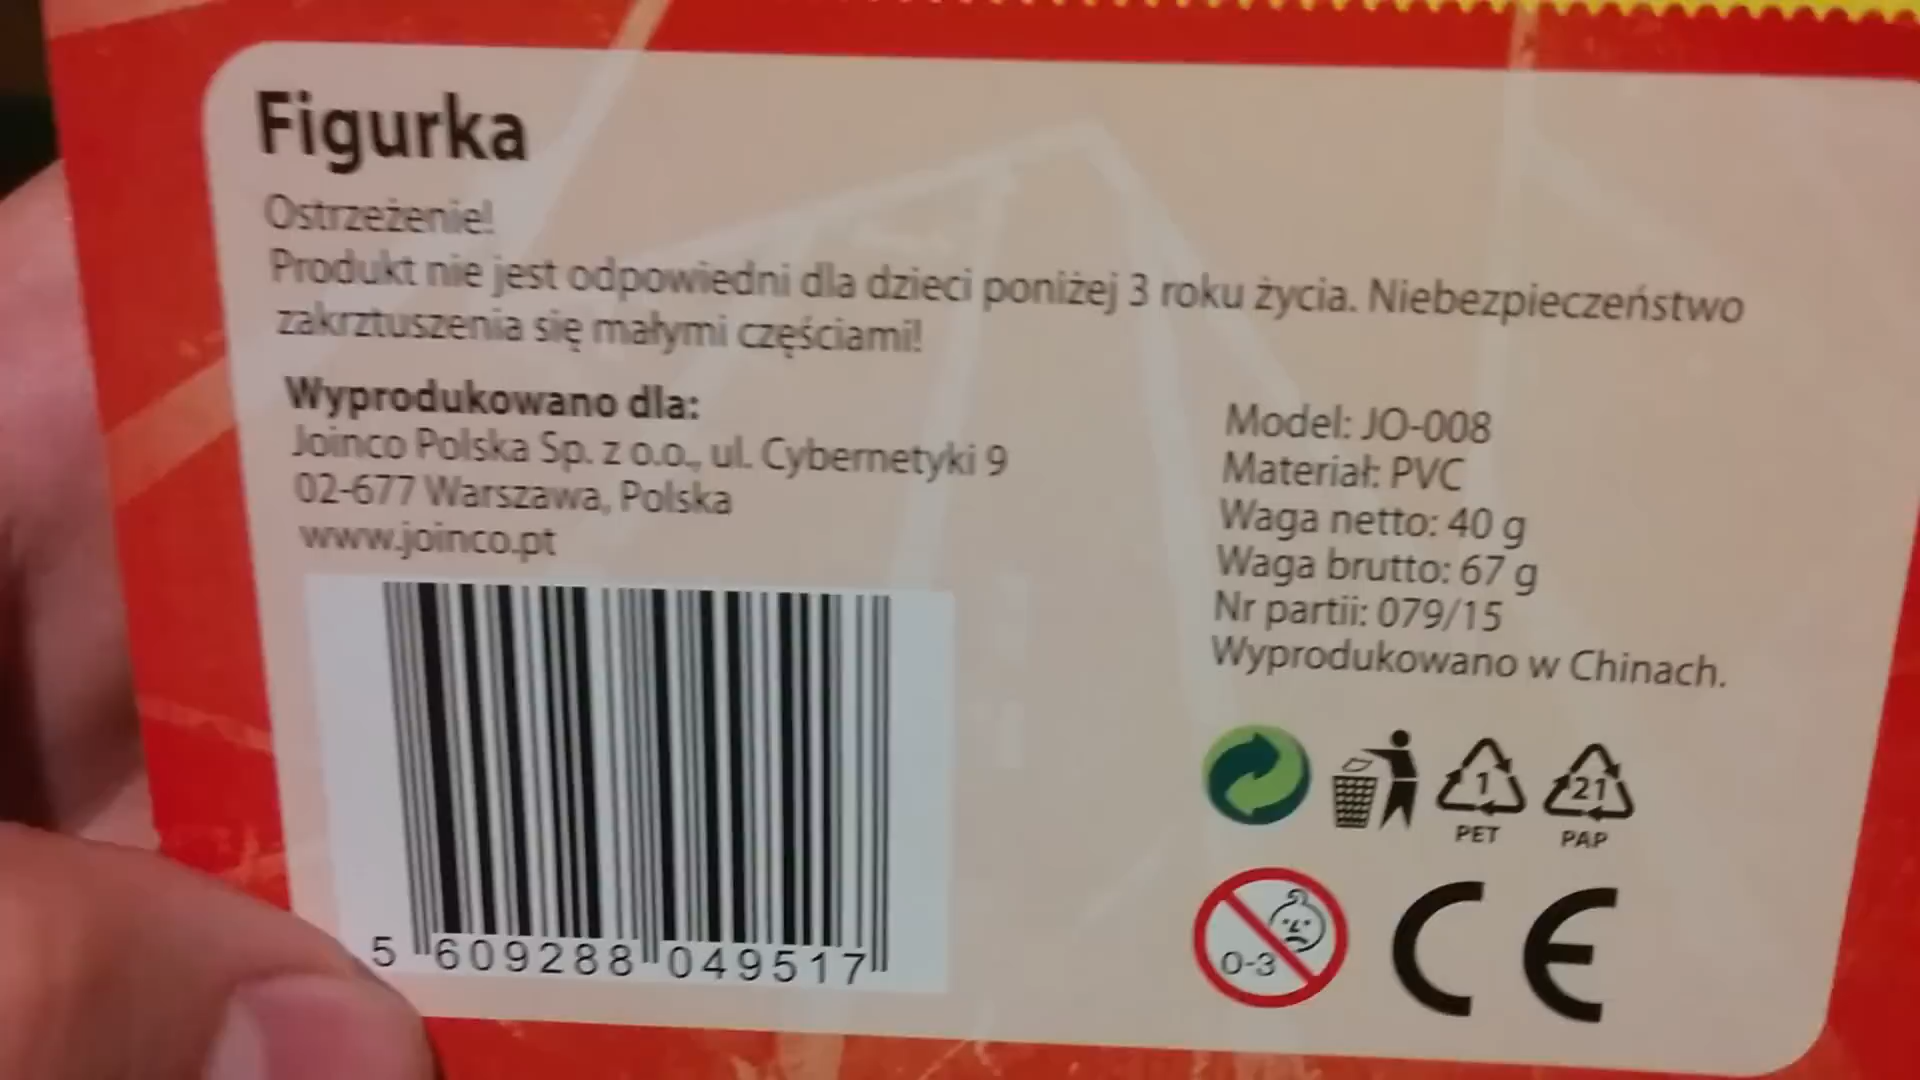 Figurka
Ostrzeżenie!
Produkt nie jest odpowiedni dla dzieci poniżej 3 roku życia. Niebezpieczeństwo
zakrztuszenia się małymi częściami!
Wyprodukowano dla:
Joinco Polska Sp. z o.o., ul. Cybernetyki 9
02-677 Warszawa, Polska
www.joinco.pt
5 609288 049517
Model: JO-008
Materiał: PVC
Waga netto: 40 g
Waga brutto: 67 g
Nr partii: 079/15
Wyprodukowano w Chinach.
1 21
PET PAP
0-3 CE